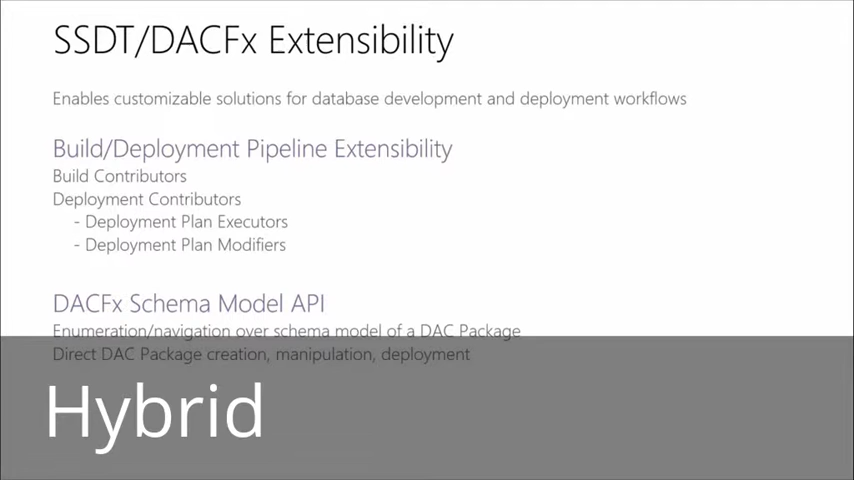 SSDT/DACFx Extensibility
Enables customizable solutions for database development and deployment workflows
Build/Deployment Pipeline Extensibility
Build Contributors
Deployment Contributors
- Deployment Plan Executors
- Deployment Plan Modifiers
DACFx Schema Model API
Enumeration/navigation over schema model of a DAC Package
Direct DAC Package creation, manipulation, deployment
Hybrid